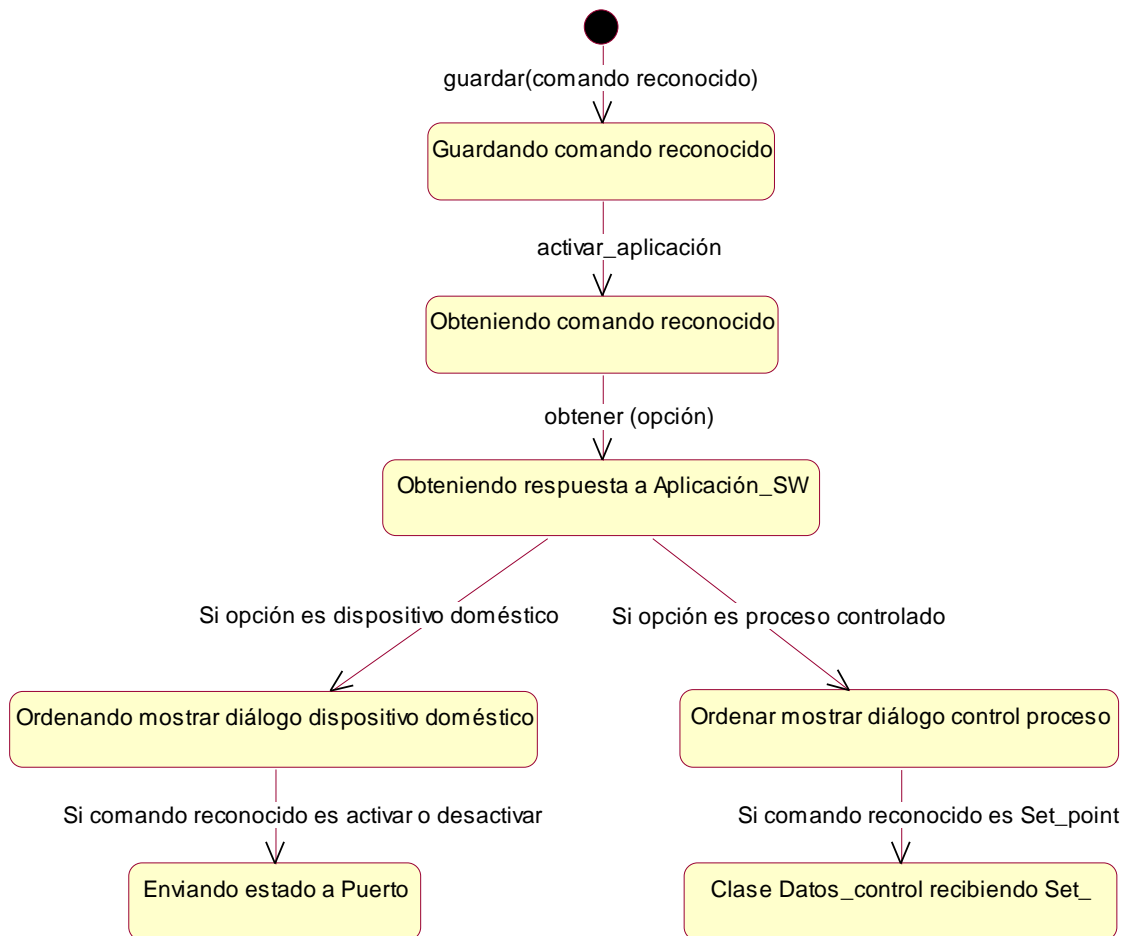 guardar(comando reconocido)
Guardando comando reconocido
activar_aplicación
Obteniendo comando reconocido
obtener (opción)
Obteniendo respuesta a Aplicación_SW
Si opción es dispositivo doméstico
Si opción es proceso controlado
Ordenando mostrar diálogo dispositivo doméstico
Ordenar mostrar diálogo control proceso
Si comando reconocido es activar o desactivar
Si comando reconocido es Set_point
Enviando estado a Puerto
Clase Datos_control recibiendo Set_